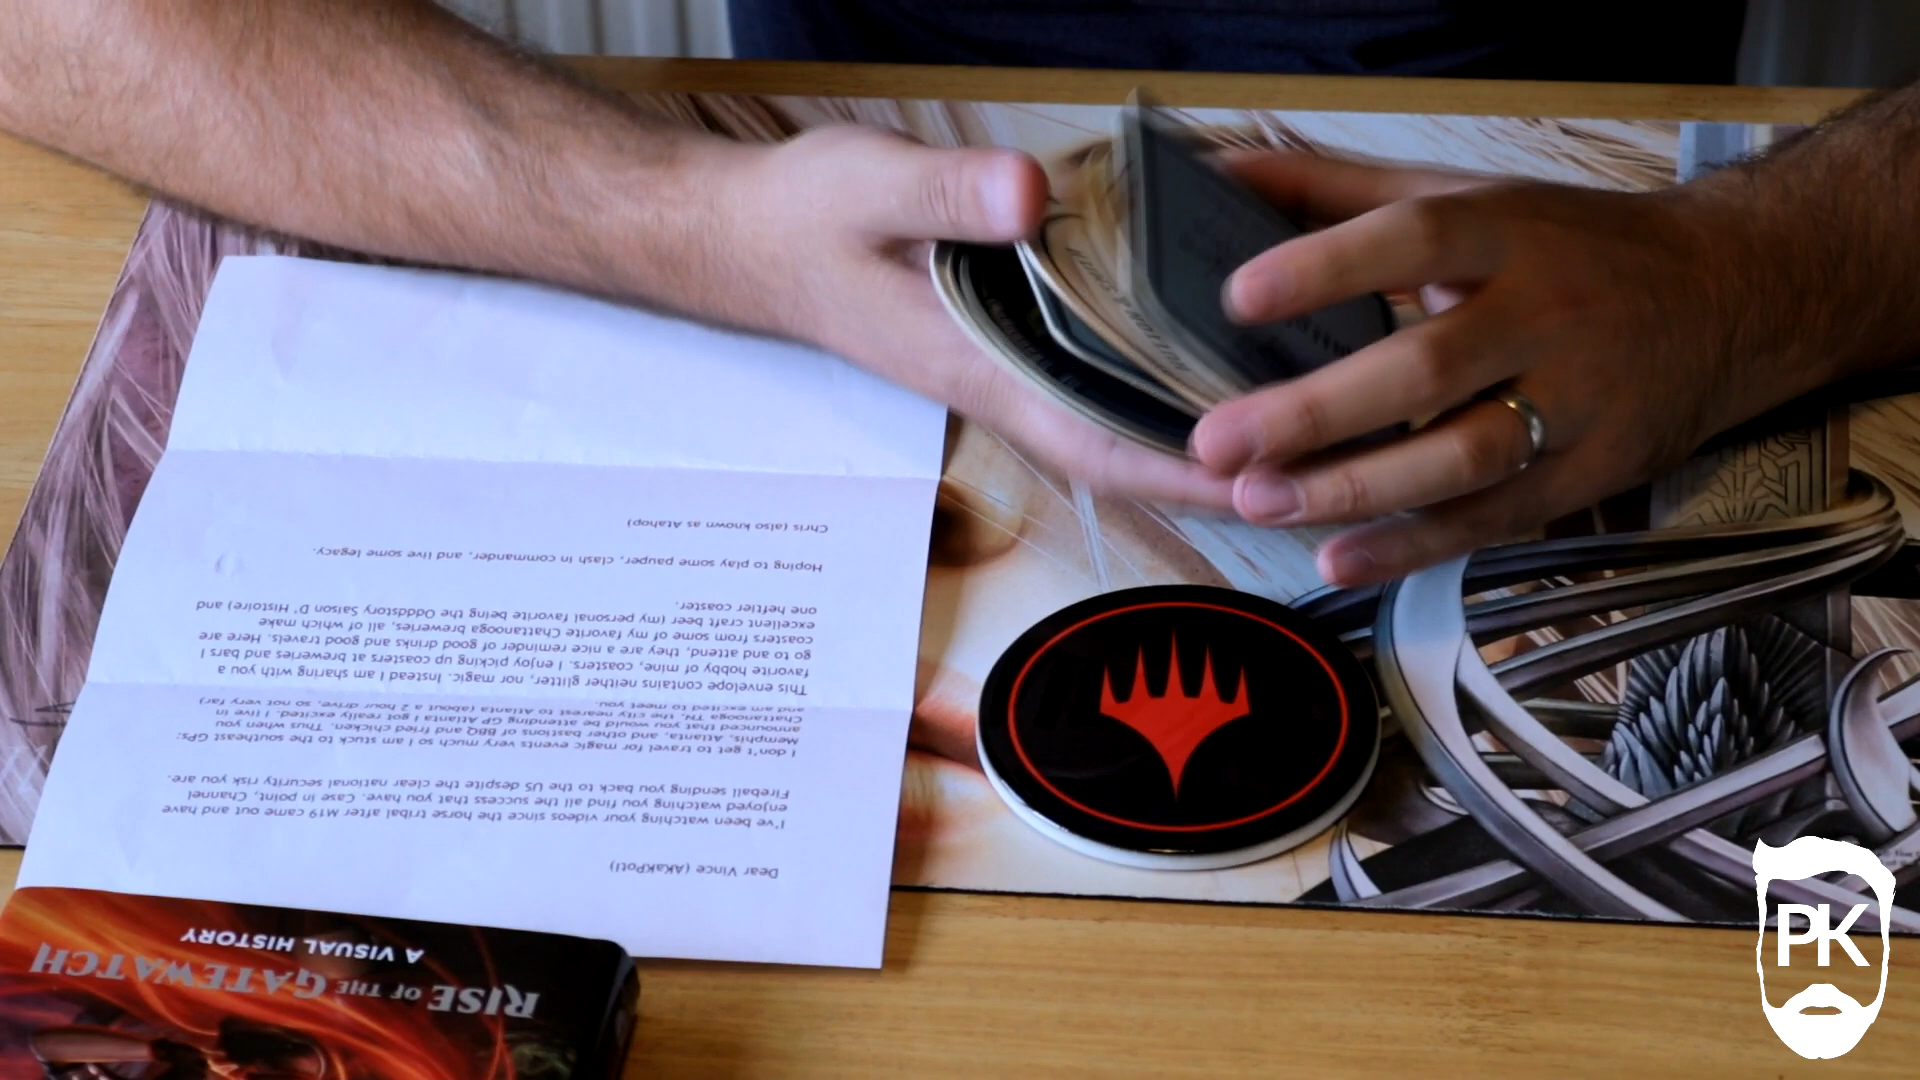 Dear Vince (AKaKPotl)
I've been watching your videos since the horse tribal after M19 came out and have
enjoyed watching you find all the success that you have. Case in point, Channel
Fireball sending you back to the US despite the clear national security risk you are.
I don't get to travel for magic events very much so I am stuck to the southeast GPs:
Memphis, Atlanta, and other bastions of BBQ and fried chicken. Thus when you
announced that you would be attending GP Atlanta I got really excited. I live in
Chattanooga TN, the city nearest to Atlanta (about a 2 hour drive, so not very far)
and am excited to meet you.
This envelope contains neither glitter, nor magic. Instead I am sharing with you a
favorite hobby of mine, coasters. I enjoy picking up coasters at breweries and bars I
go to and attend, they are a nice reminder of good drinks and good travels. Here are
coasters from some of my favorite Chattanooga breweries, all of which make
excellent craft beer (my personal favorite being the Oddstory Saison D' Histoire) and
one heftier coaster.
Hoping to play some pauper, clash in commander, and live some legacy.
Chris (also known as Atahop)
RISE OF THE GATEWATCH
A VISUAL HISTORY
PK